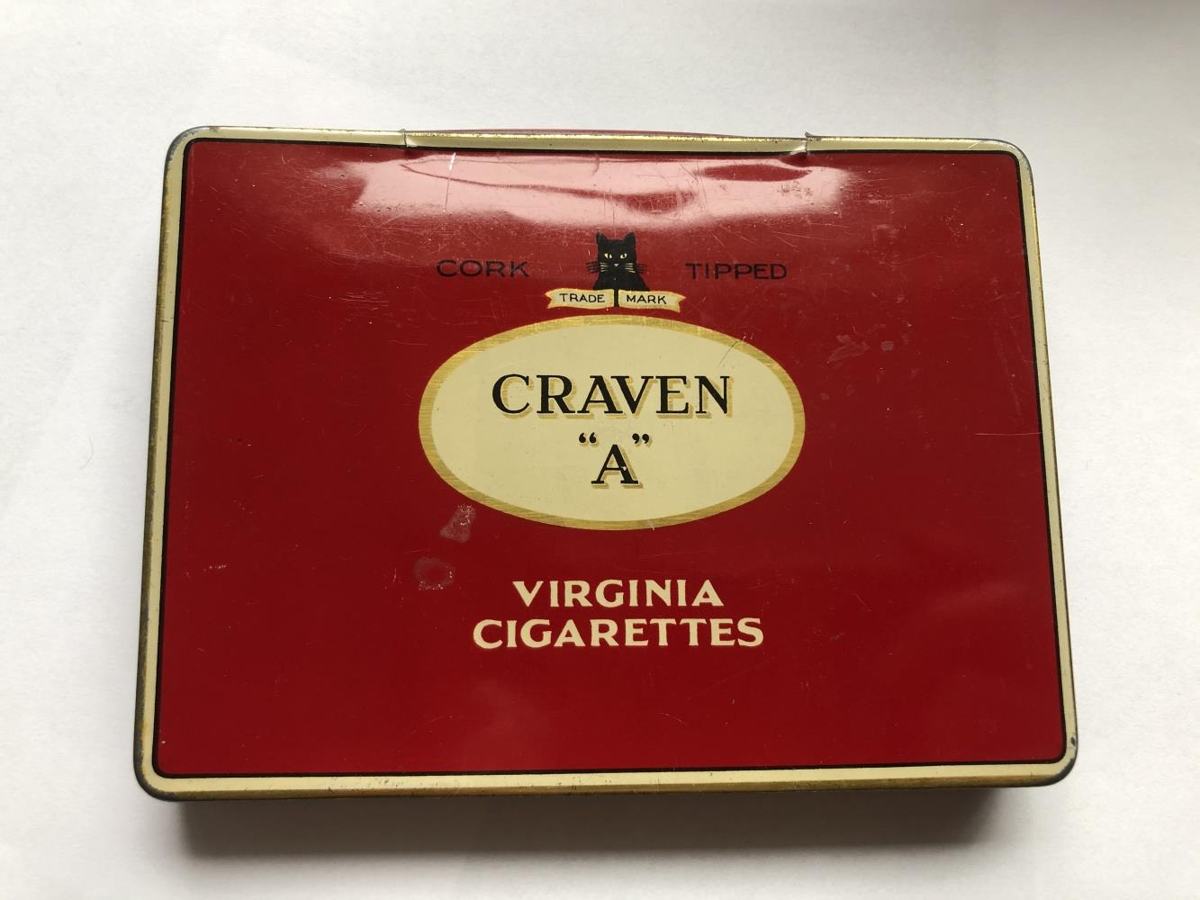 CORK TIPPED
TRADE MARK
CRAVEN
“A”
VIRGINIA
CIGARETTES